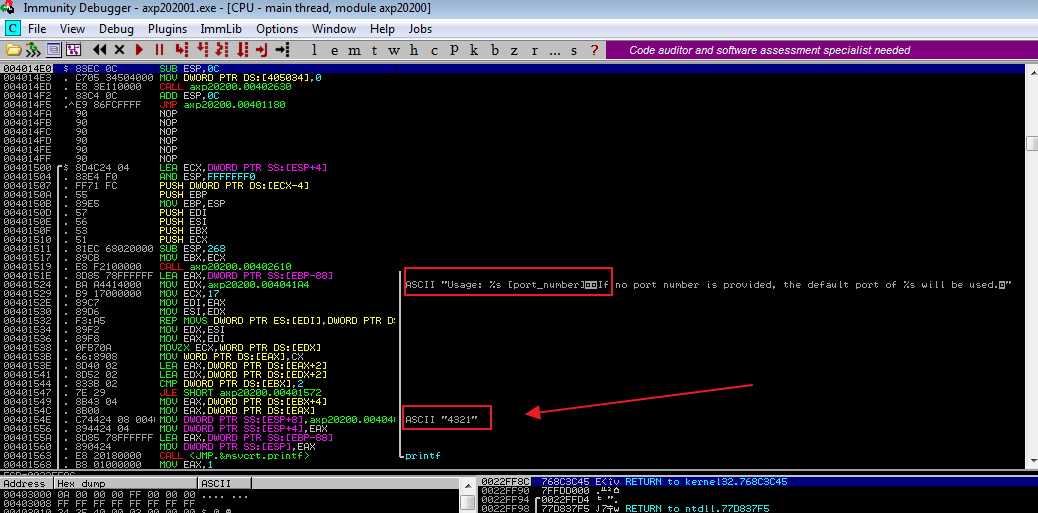 Immunity Debugger - axp202001.exe - [CPU - main thread, module axp20200]
C File View Debug Plugins ImmLib Options Window Help Jobs
l e m t w h c p k b z r ... s ? Code auditor and software assessment specialist needed
004014E0 $ 83EC 0C SUB ESP,0C
004014E3 . C705 34504000 MOV DWORD PTR DS:[405034],0
004014ED . E8 3E110000 CALL axp20200.00402630
004014F2 . 83C4 0C ADD ESP,0C
004014F5 .^E9 86FCFFFF JMP axp20200.00401180
004014FA 90 NOP
004014FB 90 NOP
004014FC 90 NOP
004014FD 90 NOP
004014FE 90 NOP
004014FF 90 NOP
00401500 $ 8D4C24 04 LEA ECX,DWORD PTR SS:[ESP+4]
00401504 . 83E4 F0 AND ESP,FFFFFFF0
00401507 . FF71 FC PUSH DWORD PTR DS:[ECX-4]
0040150A . 55 PUSH EBP
0040150B . 89E5 MOV EBP,ESP
0040150D . 57 PUSH EDI
0040150E . 56 PUSH ESI
0040150F . 53 PUSH EBX
00401510 . 51 PUSH ECX
00401511 . 81EC 68020000 SUB ESP,268
00401517 . 89CB MOV EBX,ECX
00401519 . E8 F2100000 CALL axp20200.00402610
0040151E . 8D85 78FFFFFF LEA EAX,DWORD PTR SS:[EBP-88]
00401524 . BA A4414000 MOV EDX,axp20200.004041A4 ASCII "Usage: %s [port_number]If no port number is provided, the default port of %s will be used."
00401529 . B9 17000000 MOV ECX,17
0040152E . 89C7 MOV EDI,EAX
00401530 . 89D6 MOV ESI,EDX
00401532 . F3:A5 REP MOVS DWORD PTR ES:[EDI],DWORD PTR DS
00401534 . 89F2 MOV EDX,ESI
00401536 . 89F8 MOV EAX,EDI
00401538 . 0FB70A MOVZX ECX,WORD PTR DS:[EDX]
0040153B . 66:8908 MOV WORD PTR DS:[EAX],CX
0040153E . 8D40 02 LEA EAX,DWORD PTR DS:[EAX+2]
00401541 . 8D52 02 LEA EDX,DWORD PTR DS:[EDX+2]
00401544 . 833B 02 CMP DWORD PTR DS:[EBX],2
00401547 . 7E 29 JLE SHORT axp20200.00401572
00401549 . 8B43 04 MOV EAX,DWORD PTR DS:[EBX+4]
0040154C . 8B00 MOV EAX,DWORD PTR DS:[EAX]
0040154E . C74424 08 0040 MOV DWORD PTR SS:[ESP+8],axp20200.00404 ASCII "4321"
00401556 . 894424 04 MOV DWORD PTR SS:[ESP+4],EAX
0040155A . 8D85 78FFFFFF LEA EAX,DWORD PTR SS:[EBP-88]
00401560 . 890424 MOV DWORD PTR SS:[ESP],EAX
00401563 . E8 20180000 CALL <JMP.&msvcrt.printf> printf
00401568 . B8 01000000 MOV EAX,1
Address Hex dump ASCII
00403000 0A 00 00 00 FF 00 00 00 .... ...
0022FF8C 768C3C45 RETURN to kernel32.768C3C45
0022FF90 7FFDD000
0022FF94 0022FFD4
0022FF98 77D837F5 RETURN to ntdll.77D837F5